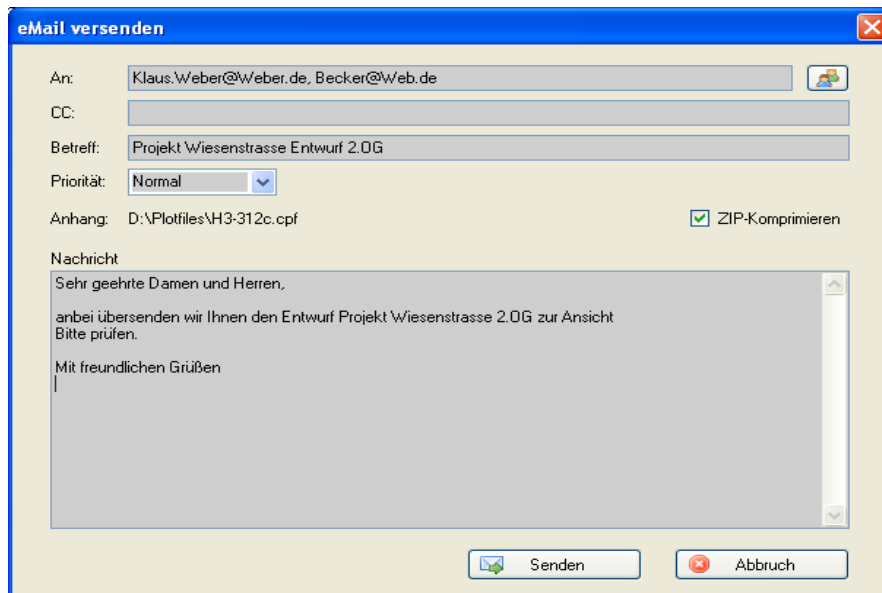 eMail versenden
An: Klaus.Weber@Weber.de, Becker@Web.de
CC:
Betreff: Projekt Wiesenstrasse Entwurf 2.OG
Priorität: Normal
Anhang: D:\Plotfiles\H3-312c.cpf ZIP-Komprimieren
Nachricht
Sehr geehrte Damen und Herren,
anbei übersenden wir Ihnen den Entwurf Projekt Wiesenstrasse 2.OG zur Ansicht
Bitte prüfen.
Mit freundlichen Grüßen
Senden Abbruch